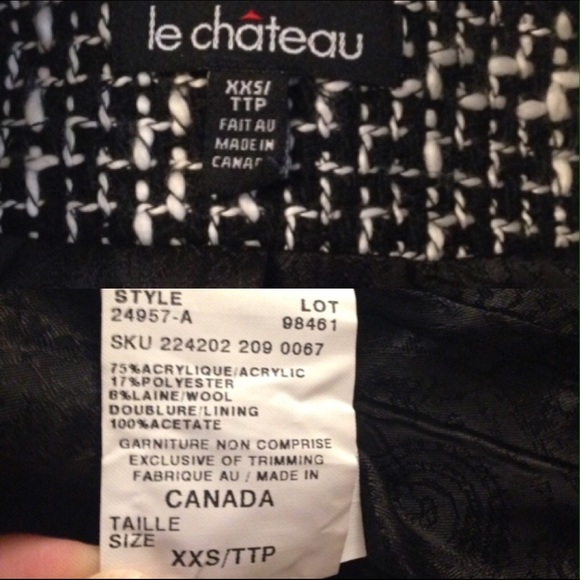 le château
XXS/
TTP
FAIT AU
MADE IN
STYLE
24957-A
LOT
98461
SKU 224202 209 0067
75%ACRYLIQUE/ACRYLIC
17%POLYESTER
8%LAINE/WOOL
DOUBLURE/LINING
100%ACETATE
GARNITURE NON COMPRISE
EXCLUSIVE OF TRIMMING
FABRIQUE AU / MADE IN
CANADA
TAILLE
SIZE
XXS/TTP